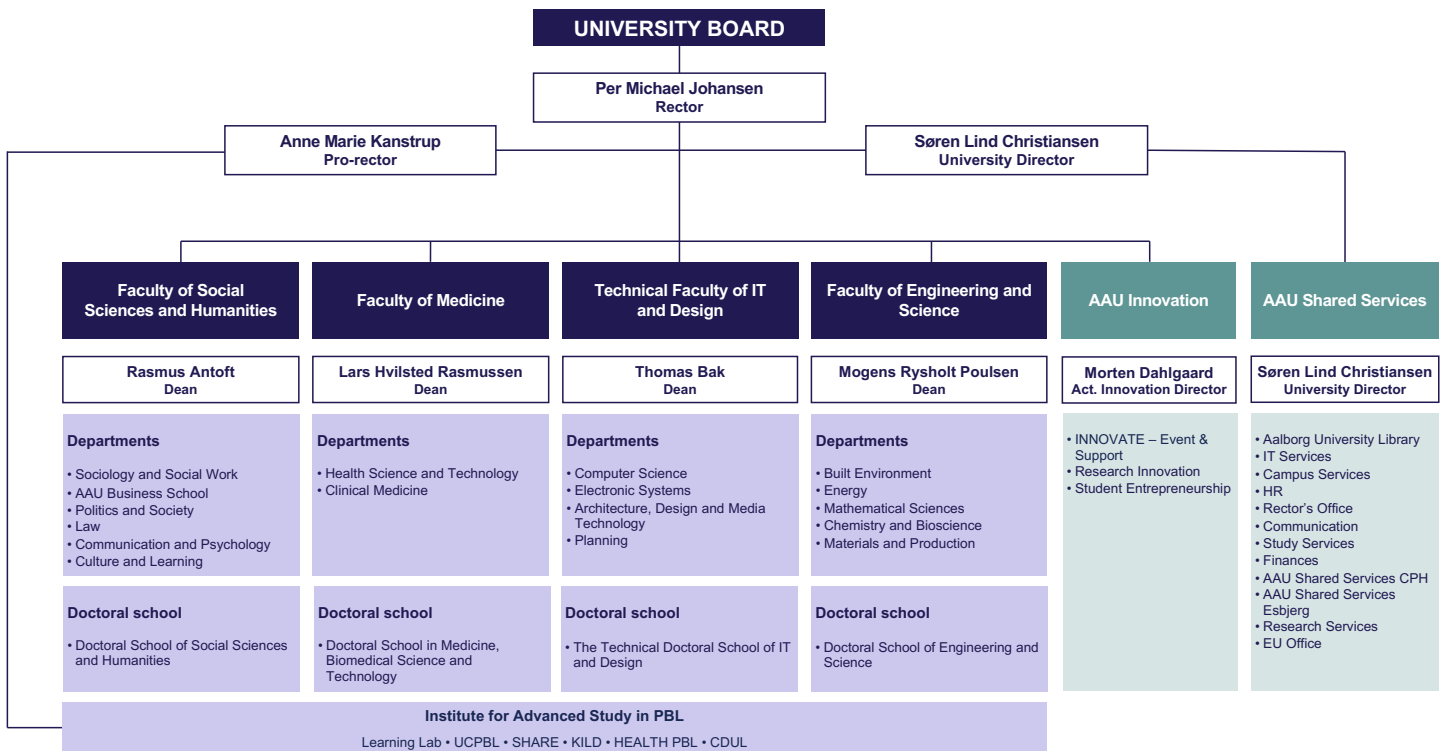 UNIVERSITY BOARD
Per Michael Johansen
Rector
Anne Marie Kanstrup
Pro-rector
Søren Lind Christiansen
University Director
Faculty of Social
Sciences and Humanities
Rasmus Antoft
Dean
Departments
• Sociology and Social Work
• AAU Business School
• Politics and Society
• Law
• Communication and Psychology
• Culture and Learning
Doctoral school
• Doctoral School of Social Sciences
and Humanities
Faculty of Medicine
Lars Hvilsted Rasmussen
Dean
Departments
• Health Science and Technology
• Clinical Medicine
Doctoral school
• Doctoral School in Medicine,
Biomedical Science and
Technology
Technical Faculty of IT
and Design
Thomas Bak
Dean
Departments
• Computer Science
• Electronic Systems
• Architecture, Design and Media
Technology
• Planning
Doctoral school
• The Technical Doctoral School of IT
and Design
Faculty of Engineering and
Science
Mogens Rysholt Poulsen
Dean
Departments
• Built Environment
• Energy
• Mathematical Sciences
• Chemistry and Bioscience
• Materials and Production
Doctoral school
• Doctoral School of Engineering and
Science
AAU Innovation
Morten Dahlgaard
Act. Innovation Director
• INNOVATE – Event &
Support
• Research Innovation
• Student Entrepreneurship
AAU Shared Services
Søren Lind Christiansen
University Director
• Aalborg University Library
• IT Services
• Campus Services
• HR
• Rector’s Office
• Communication
• Study Services
• Finances
• AAU Shared Services CPH
• AAU Shared Services
Esbjerg
• Research Services
• EU Office
Institute for Advanced Study in PBL
Learning Lab • UCPBL • SHARE • KILD • HEALTH PBL • CDUL